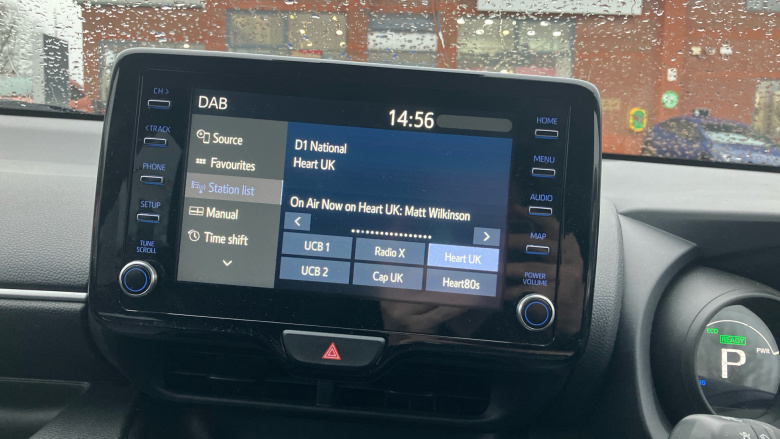 CH >
< TRACK
PHONE
SETUP
TUNE
SCROLL
DAB
14:56
Source
Favourites
Station list
Manual
Time shift
D1 National
Heart UK
On Air Now on Heart UK: Matt Wilkinson
<
>
UCB 1
Radio X
Heart UK
UCB 2
Cap UK
Heart80s
HOME
MENU
AUDIO
MAP
POWER
VOLUME
ECO
READY
PWR
P